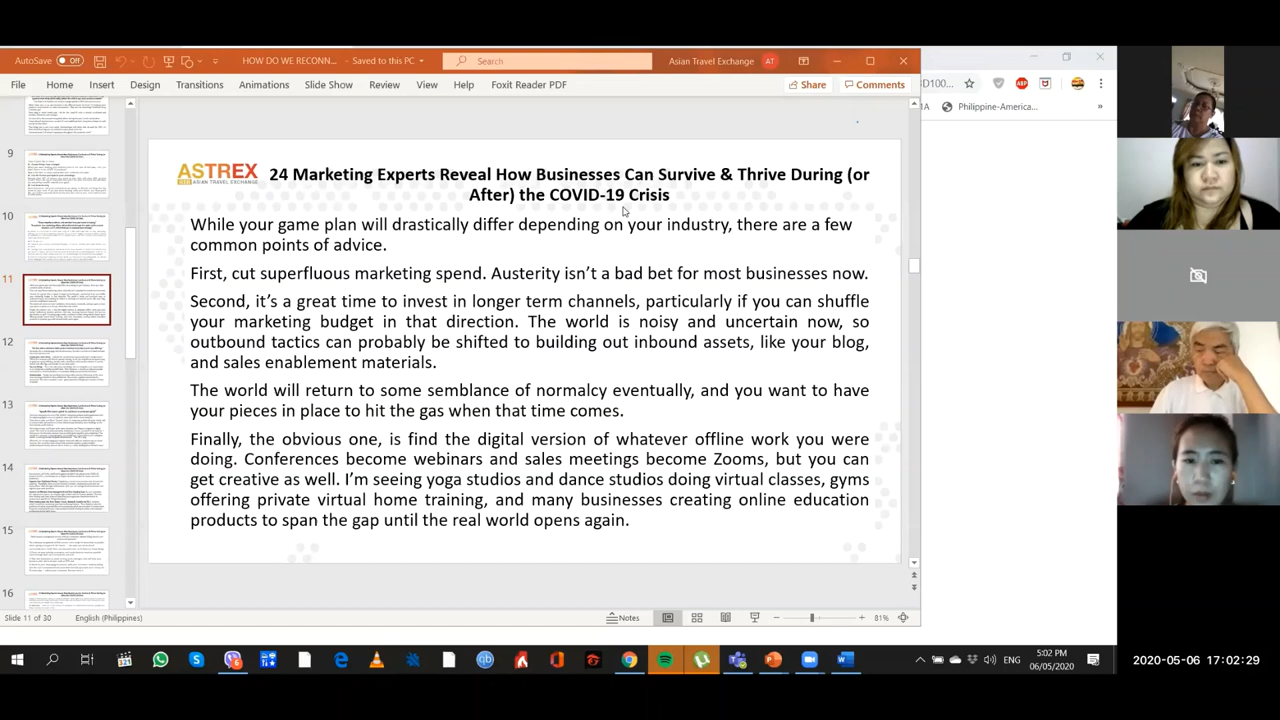 AutoSave Off
HOW DO WE RECONN... - Saved to this PC
Search
Asian Travel Exchange AT
File Home Insert Design Transitions Animations Slide Show Review View Help Foxit Reader PDF Share Comments
D100...
Philippine-America...
»
9
10
11
12
13
14
15
16
ASTREX
ASIAN TRAVEL EXCHANGE
24 Marketing Experts Reveal How Businesses Can Survive & Thrive During (or
After) the COVID-19 Crisis
While your game plan will drastically differ depending on your industry, there are a few
common points of advice.
First, cut superfluous marketing spend. Austerity isn't a bad bet for most businesses now.
Second, it's a great time to invest in longer term channels, particularly if you can shuffle
your marketing budget in that direction. The world is noisy and uncertain now, so
outbound tactics can probably be shifted to building out inbound assets like your blog,
and sales enablement materials.
The world will return to some semblance of normalcy eventually, and you want to have
your pieces in place to hit the gas when that time comes.
Finally, the obvious one, is find the online version of whatever offline work you were
doing. Conferences become webinars and sales meetings become Zooms, but you can
get creative as well. I'm seeing yoga studios and dance studios doing virtual classes, gyms
offering private virtual home training, and many businesses creating online education
products to span the gap until the real world opens again.
Slide 11 of 30 English (Philippines) Notes 81%
ENG
5:02 PM
06/05/2020
2020-05-06 17:02:29